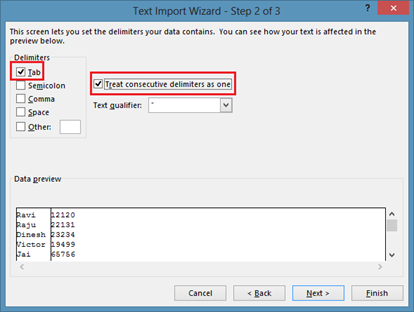 Text Import Wizard - Step 2 of 3
This screen lets you set the delimiters your data contains. You can see how your text is affected in the
preview below.
Delimiters
Tab
Semicolon
Comma
Space
Other:
Treat consecutive delimiters as one
Text qualifier: "
Data preview
Ravi 12120
Raju 22131
Dinesh 23234
Victor 19499
Jai 65756
Cancel < Back Next > Finish